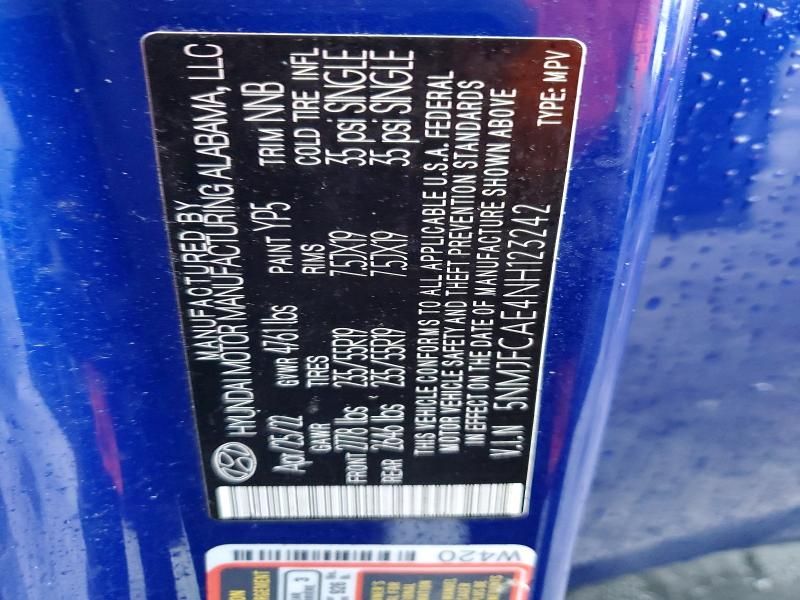 MANUFACTURED BY
HYUNDAI MOTOR MANUFACTURING ALABAMA, LLC
Apr/25/22 GVWR 4761 lbs PAINT YP5 TRIM NNB
GAWR TIRES RIMS COLD TIRE INFL
FRONT 2778 lbs 235/55R19 7.5JX19 35 psi SINGLE
REAR 2646 lbs 235/55R19 7.5JX19 35 psi SINGLE
THIS VEHICLE CONFORMS TO ALL APPLICABLE U.S.A. FEDERAL
MOTOR VEHICLE SAFETY AND THEFT PREVENTION STANDARDS
IN EFFECT ON THE DATE OF MANUFACTURE SHOWN ABOVE
V.I.N 5NMJFCAE4NH123242
TYPE: MPV
W420